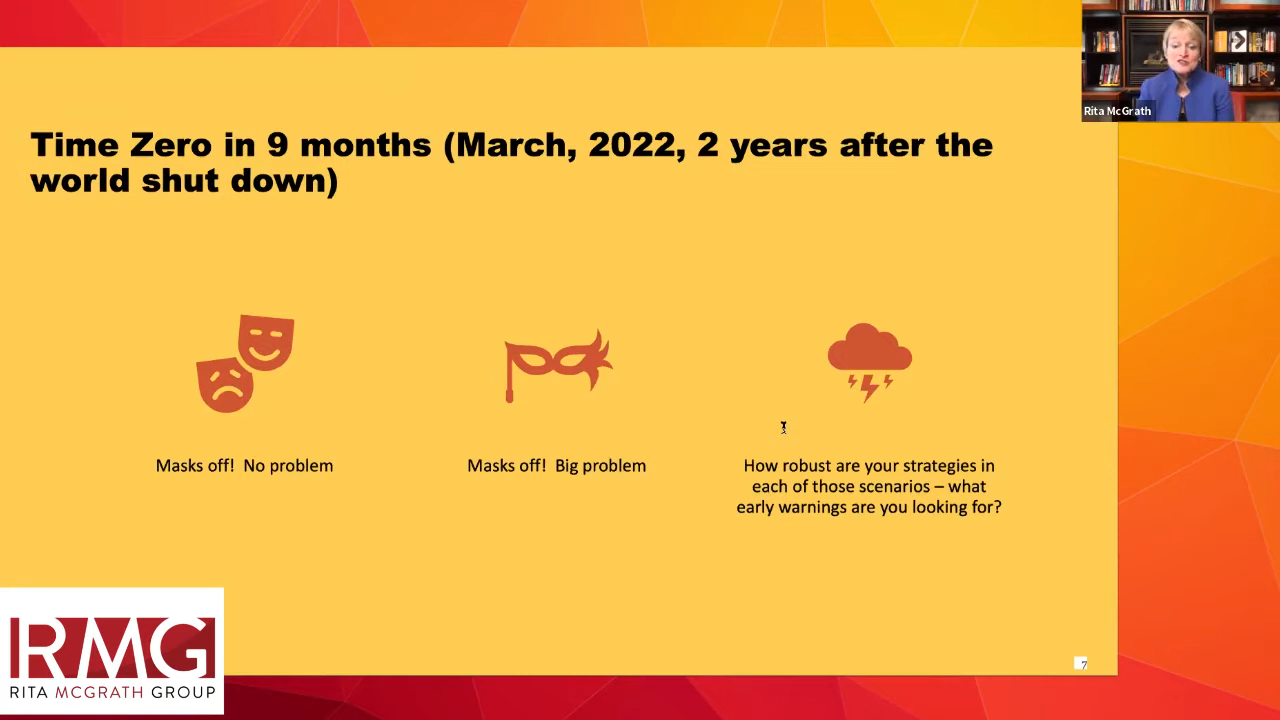 Rita McGrath
Time Zero in 9 months (March, 2022, 2 years after the
world shut down)
Masks off!  No problem
Masks off!  Big problem
How robust are your strategies in
each of those scenarios – what
early warnings are you looking for?
RMG
RITA MCGRATH GROUP
7